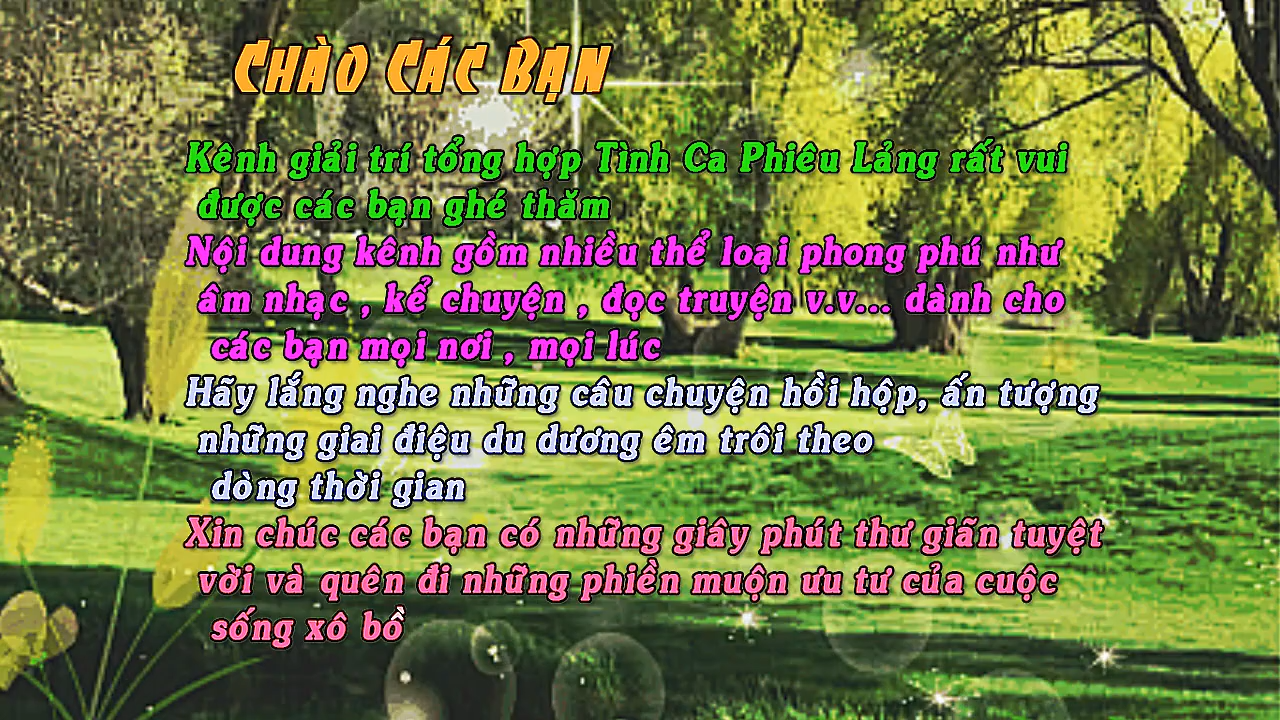 Chào Các Bạn
Kênh giải trí tổng hợp Tình Ca Phiêu Lảng rất vui
được các bạn ghé thăm
Nội dung kênh gồm nhiều thể loại phong phú như
âm nhạc , kể chuyện , đọc truyện v.v... dành cho
các bạn mọi nơi , mọi lúc
Hãy lắng nghe những câu chuyện hồi hộp, ấn tượng
những giai điệu du dương êm trôi theo
dòng thời gian
Xin chúc các bạn có những giây phút thư giãn tuyệt
vời và quên đi những phiền muộn ưu tư của cuộc
sống xô bồ